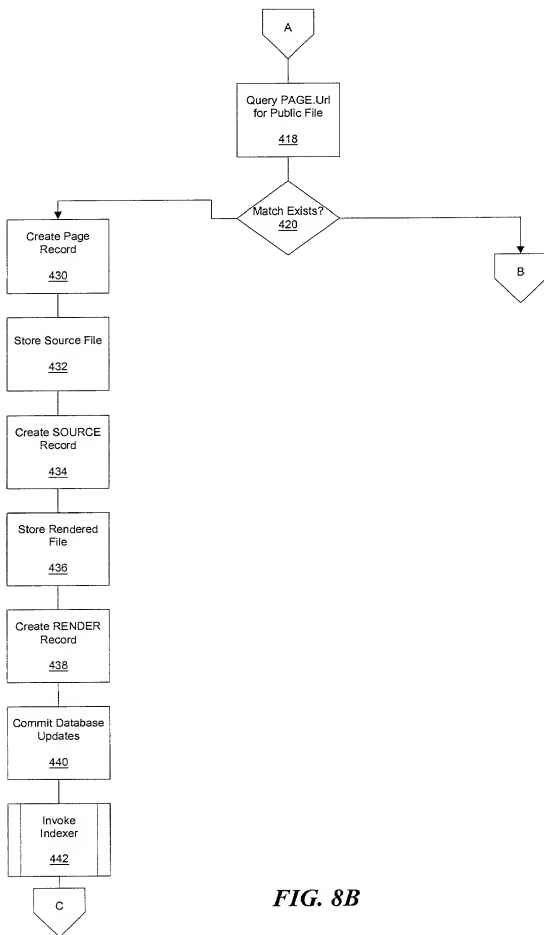 A
Query PAGE.Url
for Public File
418
Match Exists?
420
B
Create Page
Record
430
Store Source File
432
Create SOURCE
Record
434
Store Rendered
File
436
Create RENDER
Record
438
Commit Database
Updates
440
Invoke
Indexer
442
C
FIG. 8B